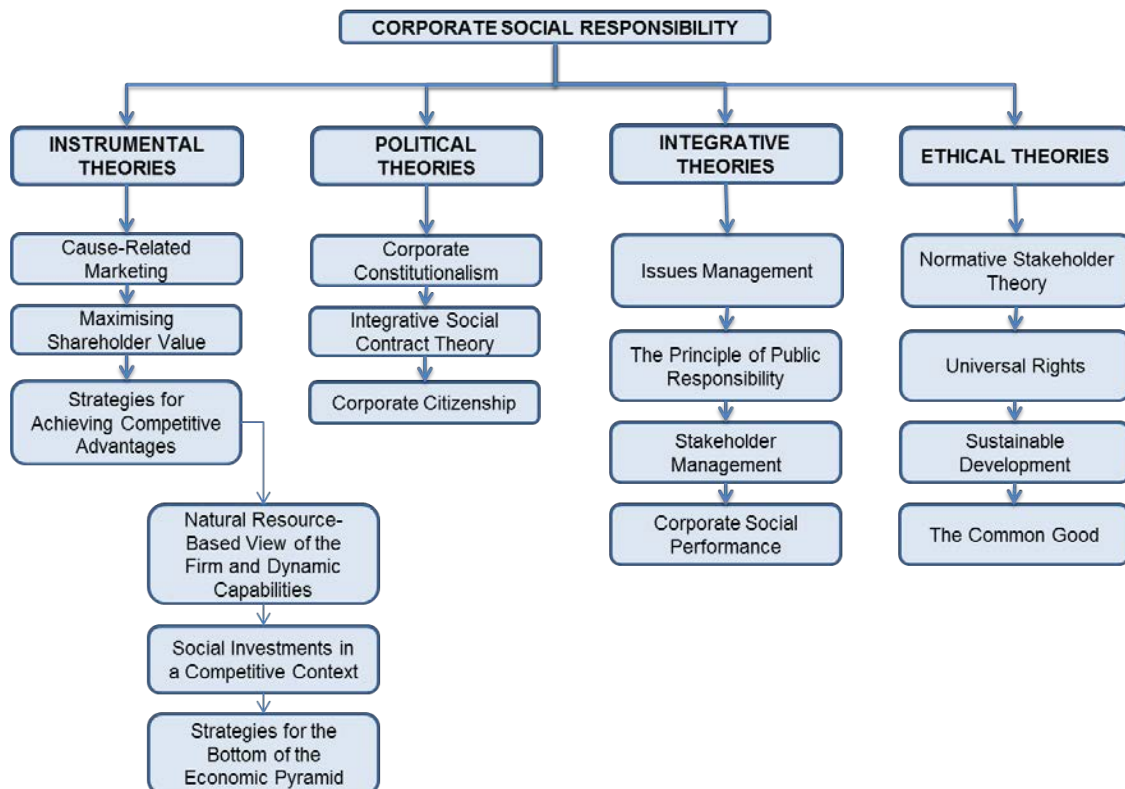 CORPORATE SOCIAL RESPONSIBILITY
INSTRUMENTAL
THEORIES
Cause-Related
Marketing
Maximising
Shareholder Value
Strategies for
Achieving Competitive
Advantages
Natural Resource-
Based View of the
Firm and Dynamic
Capabilities
Social Investments in
a Competitive Context
Strategies for the
Bottom of the
Economic Pyramid
POLITICAL
THEORIES
Corporate
Constitutionalism
Integrative Social
Contract Theory
Corporate Citizenship
INTEGRATIVE
THEORIES
Issues Management
The Principle of Public
Responsibility
Stakeholder
Management
Corporate Social
Performance
ETHICAL THEORIES
Normative Stakeholder
Theory
Universal Rights
Sustainable
Development
The Common Good